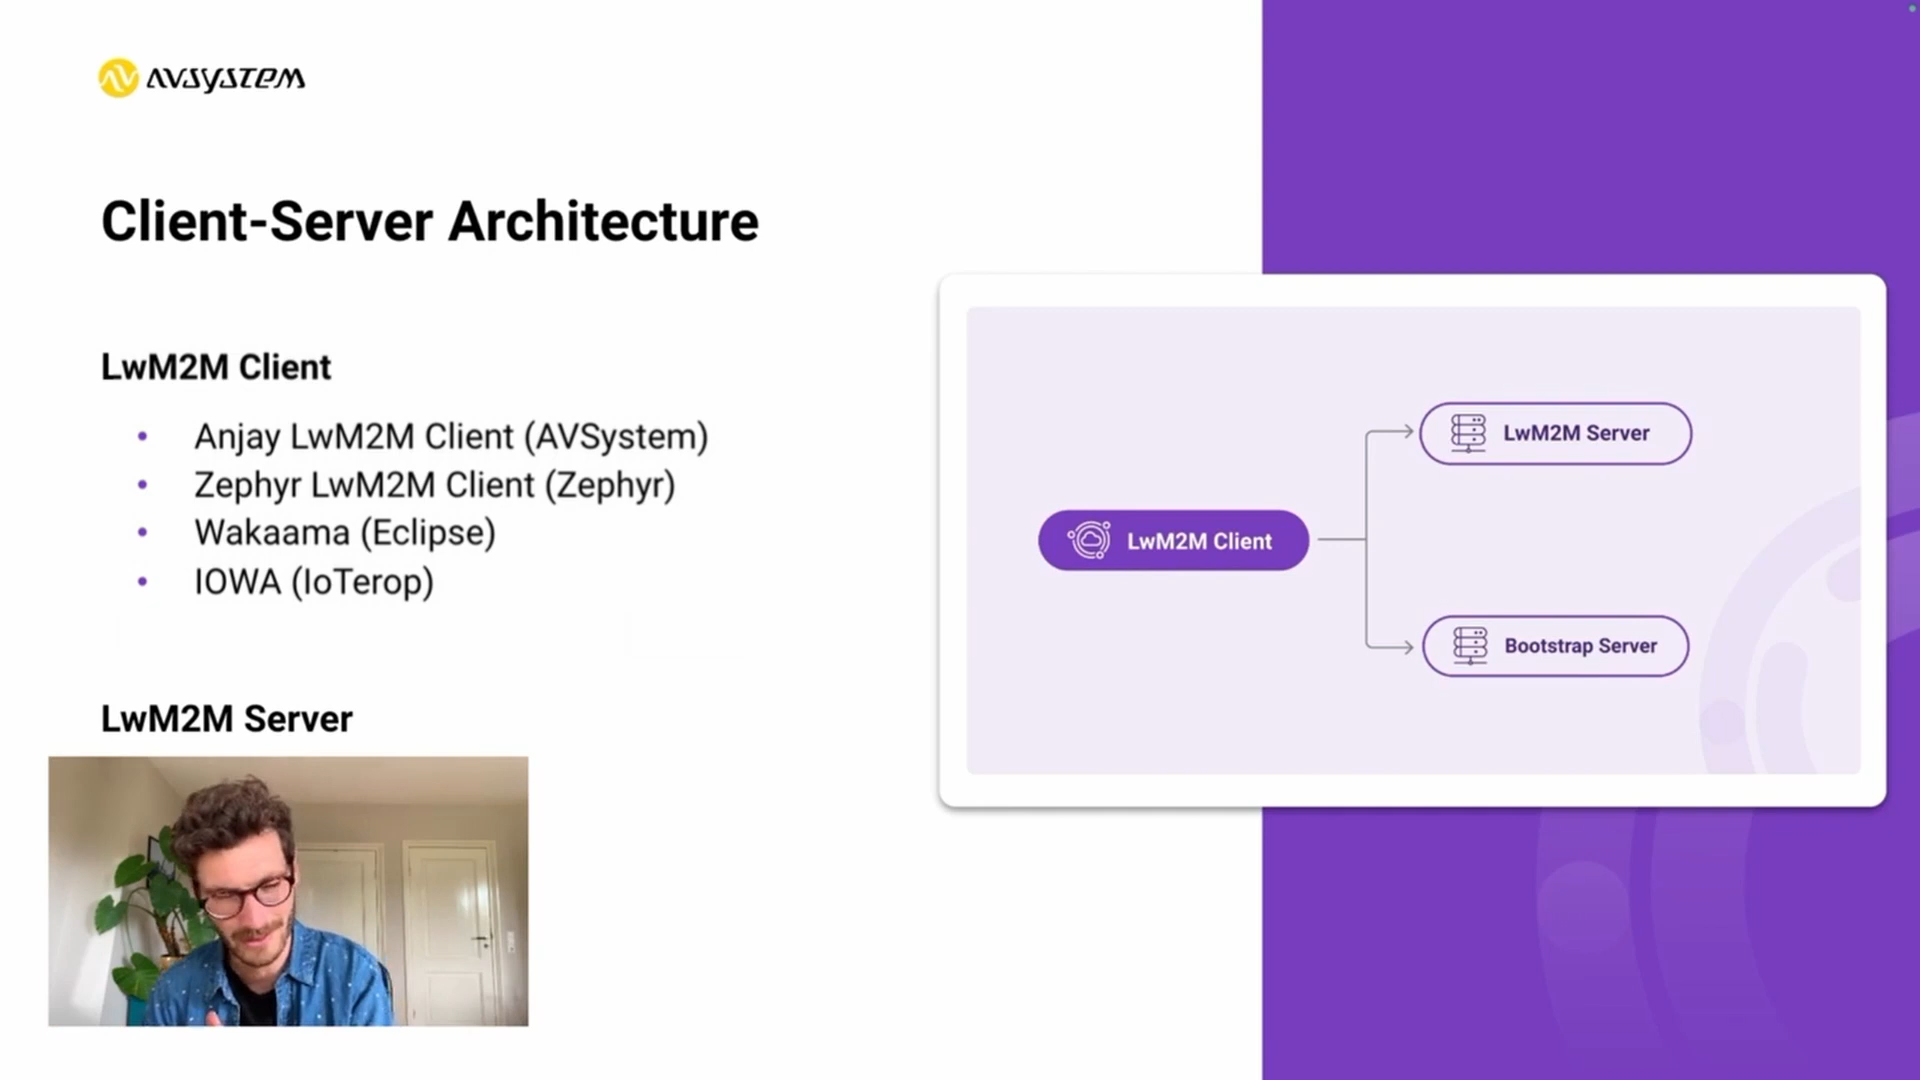 AVSYSTEM
Client-Server Architecture
LwM2M Client
• Anjay LwM2M Client (AVSystem)
• Zephyr LwM2M Client (Zephyr)
• Wakaama (Eclipse)
• IOWA (IoTerop)
LwM2M Server
LwM2M Server
LwM2M Client
Bootstrap Server